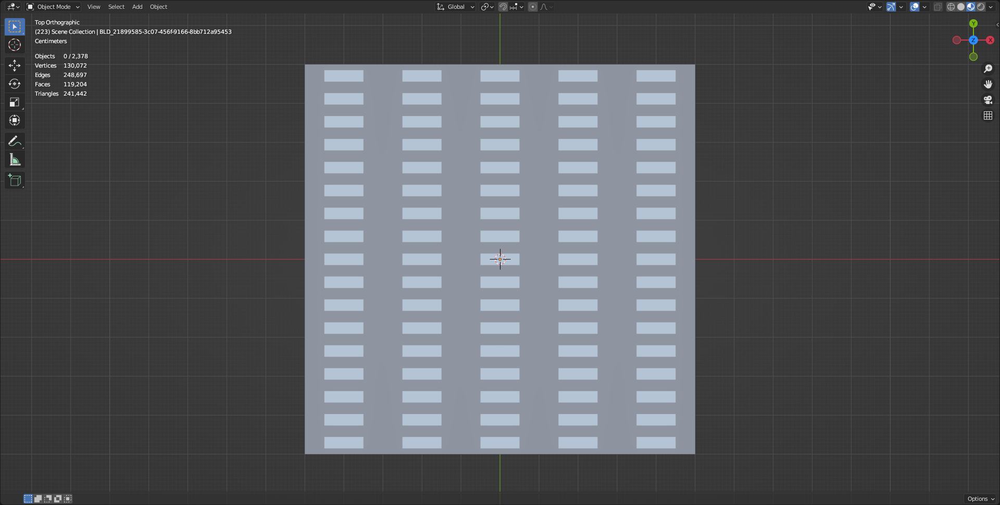 Object Mode View Select Add Object Global
Top Orthographic
(223) Scene Collection | BLD_21899585-3c07-456f-9166-8bb712a95453
Centimeters
Objects 0 / 2,378
Vertices 130,072
Edges 248,697
Faces 119,204
Triangles 241,442
Y
Z X
Options